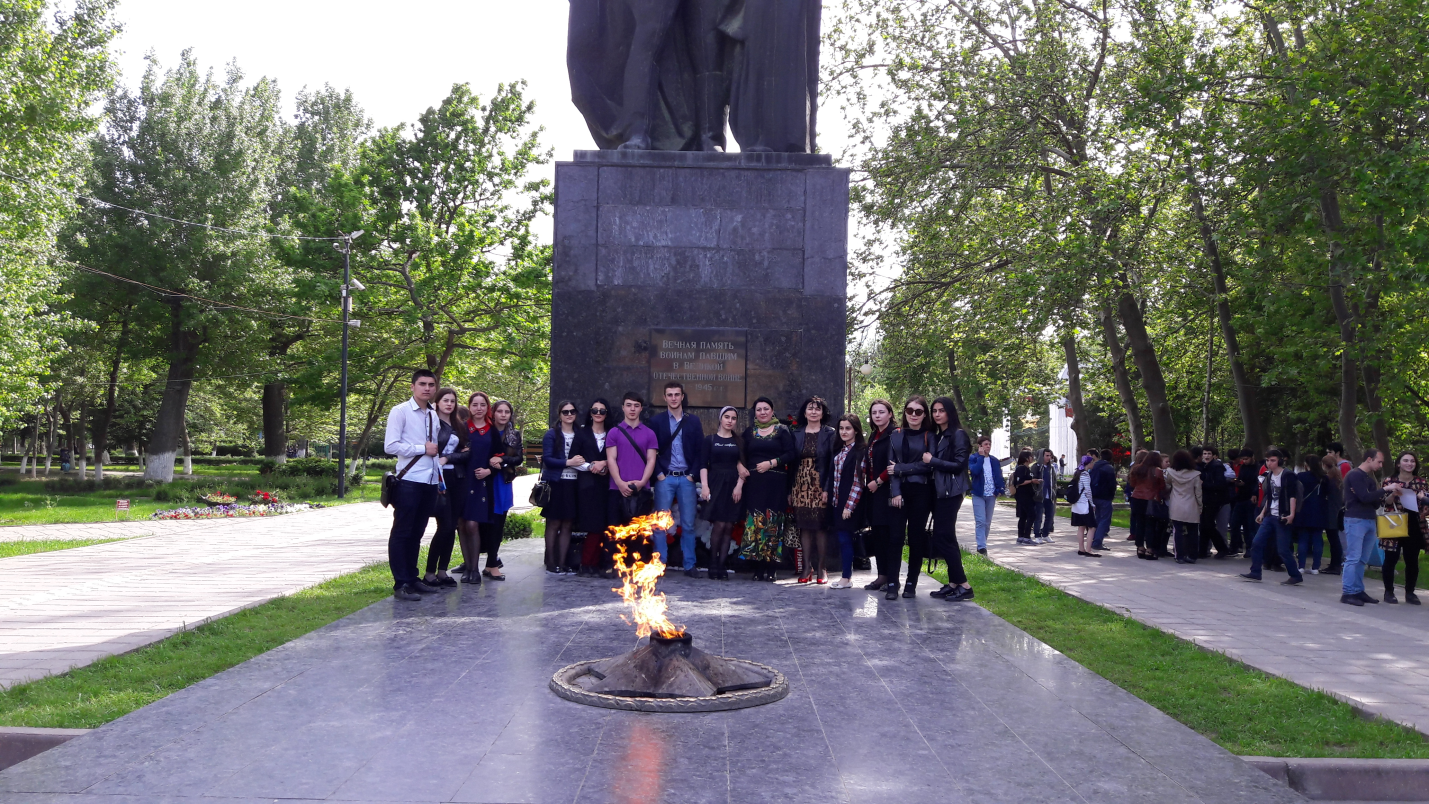 ВЕЧНАЯ ПАМЯТЬ
ВОИНАМ ПАВШИМ
В ВЕЛИКОЙ
ОТЕЧЕСТВЕННОЙ ВОЙНЕ
1945 г.г.